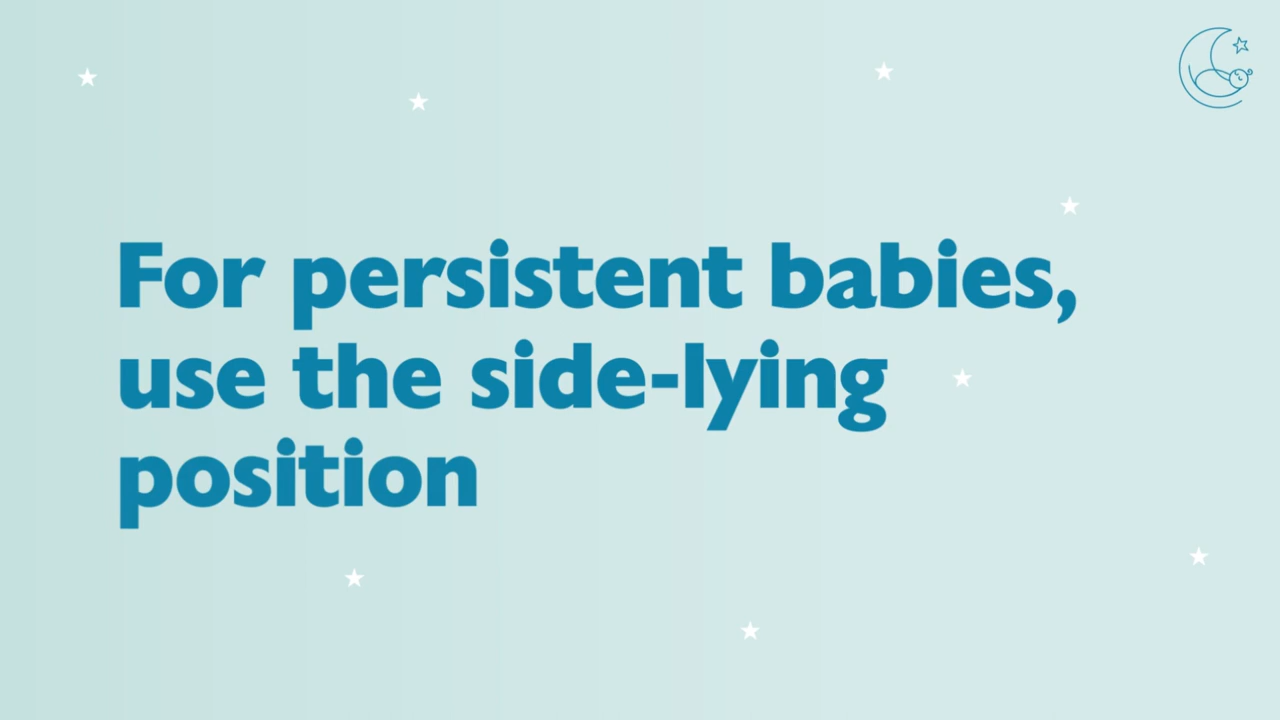 For persistent babies,
use the side-lying
position